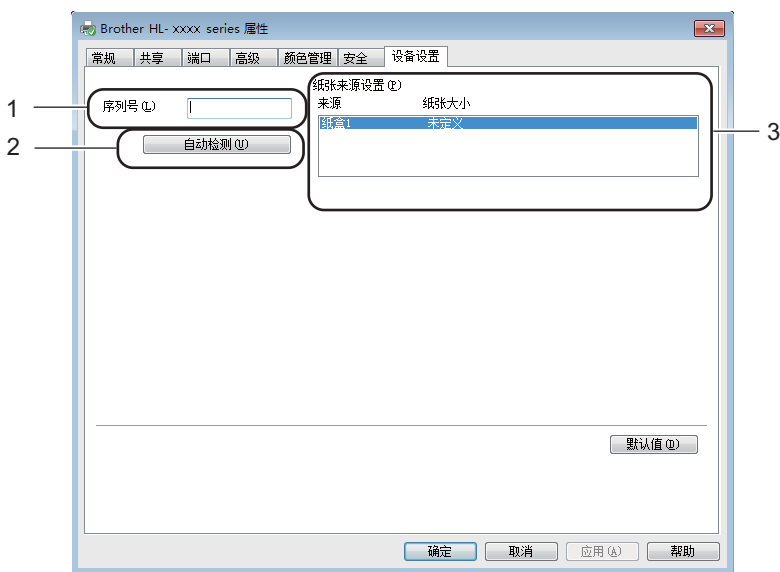 Brother HL- xxxx series 属性
常规 共享 端口 高级 颜色管理 安全 设备设置
纸张来源设置(P)
1 序列号(L) 来源 纸张大小
纸盒1 未定义 3
2 自动检测(U)
默认值(D)
确定 取消 应用(A) 帮助